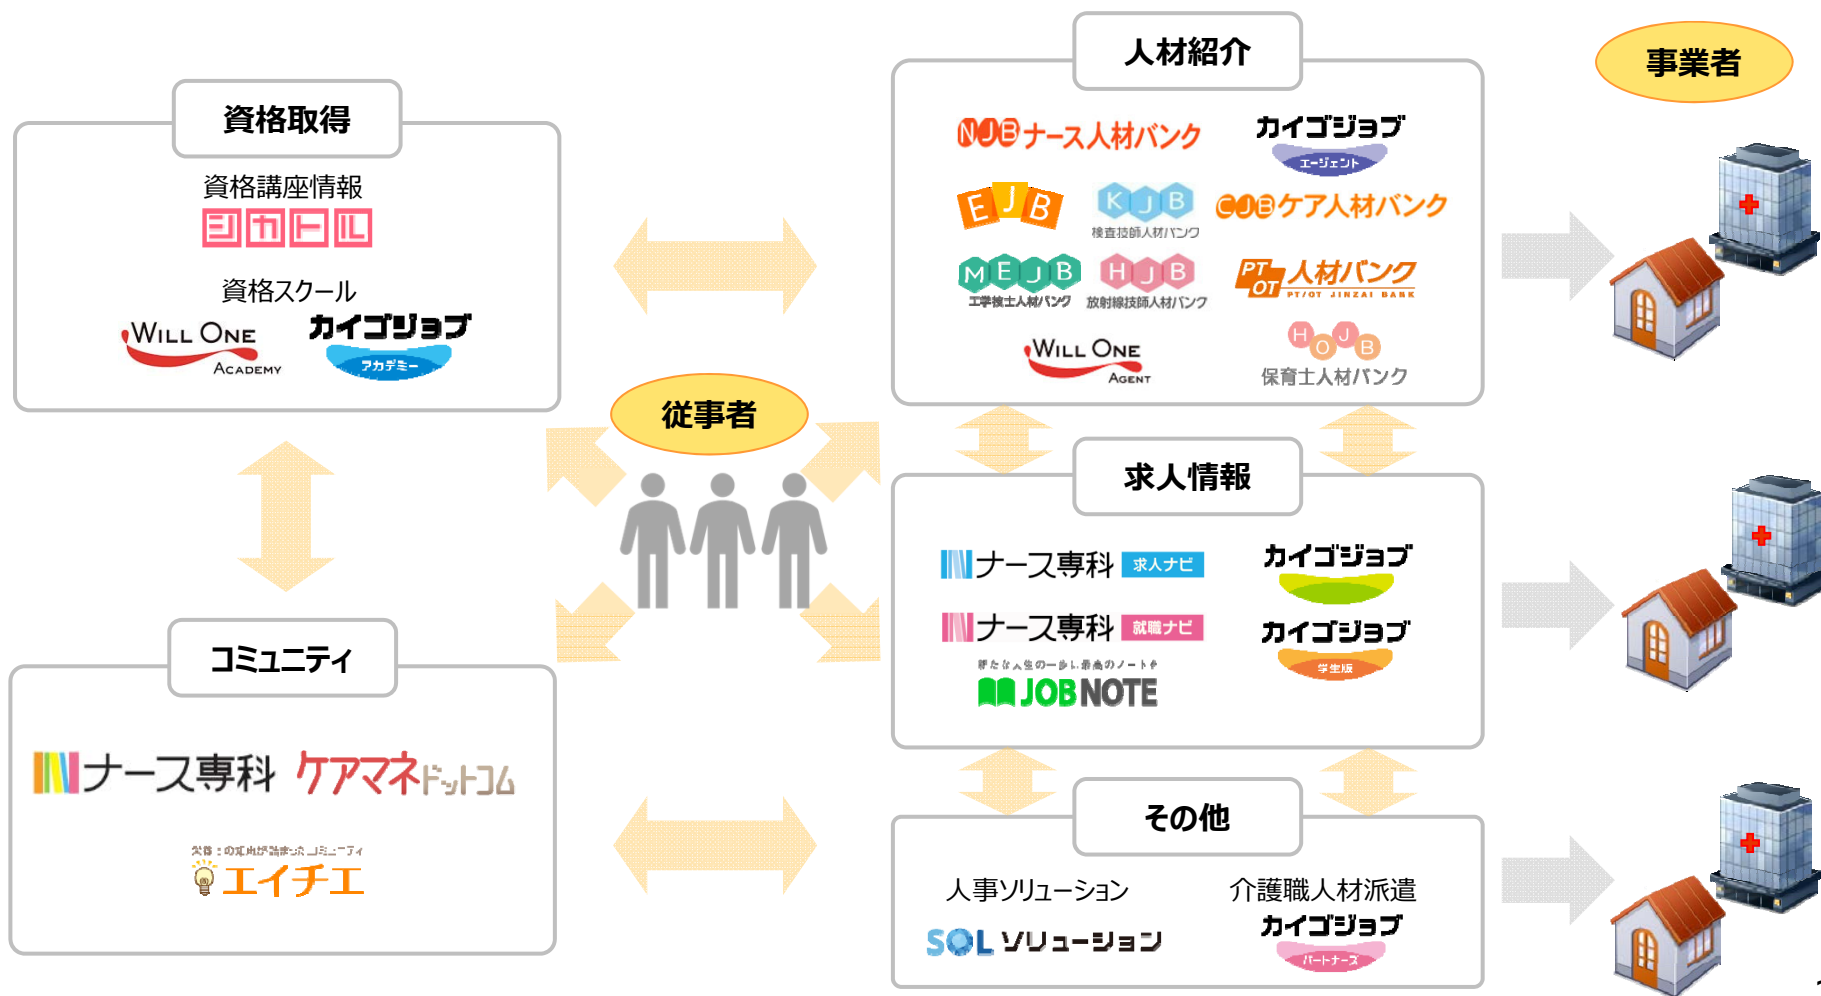 資格取得
資格講座情報
シカトル
資格スクール
WILL ONE
ACADEMY
カイゴジョブ
アカデミー
コミュニティ
ナース専科
ケアマネドットコム
エイチエ
従事者
人材紹介
NJB ナース人材バンク
カイゴジョブ
エージェント
EJB
KJB
検査技師人材バンク
CJB ケア人材バンク
MEJB
工学技士人材バンク
HJB
放射線技師人材バンク
PT OT 人材バンク
PT/OT JINZAI BANK
WILL ONE
AGENT
HOJB
保育士人材バンク
求人情報
ナース専科 求人ナビ
カイゴジョブ
ナース専科 就職ナビ
カイゴジョブ
学生版
JOB NOTE
その他
人事ソリューション
SOL ソリューション
介護職人材派遣
カイゴジョブ
パートナーズ
事業者